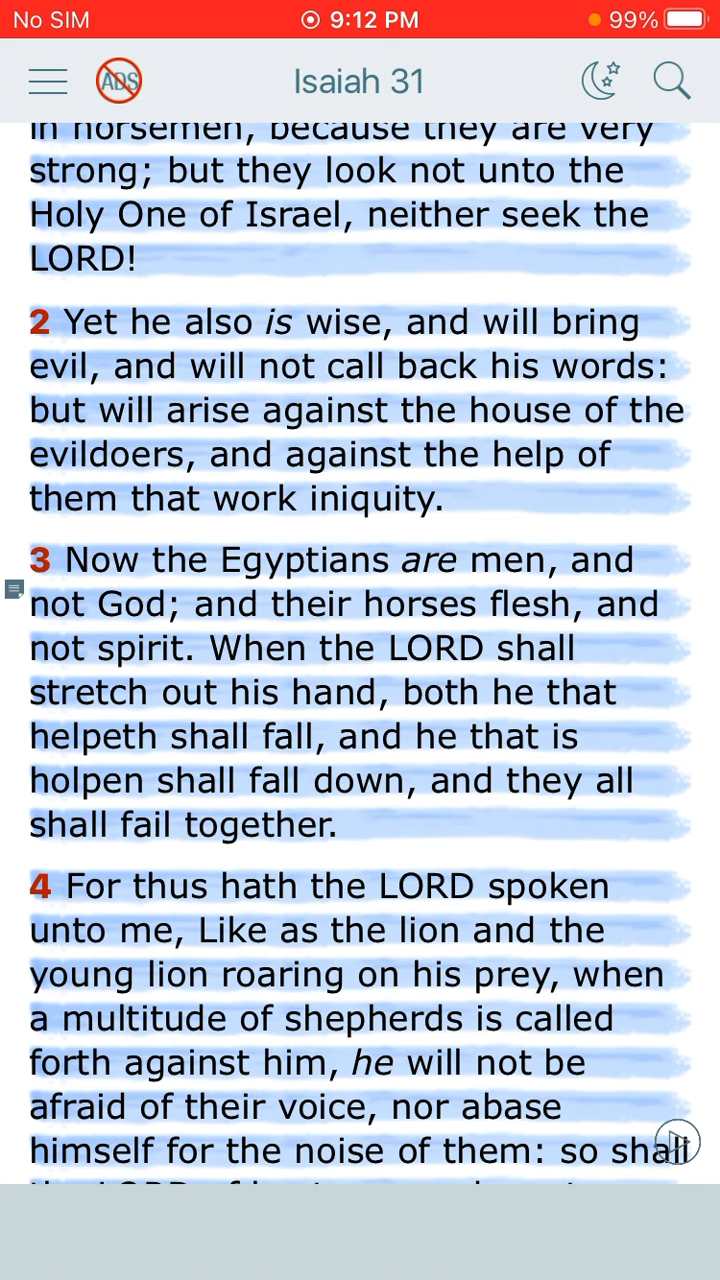 No SIM 9:12 PM 99%
ADS Isaiah 31
in horsemen, because they are very
strong; but they look not unto the
Holy One of Israel, neither seek the
LORD!
2 Yet he also is wise, and will bring
evil, and will not call back his words:
but will arise against the house of the
evildoers, and against the help of
them that work iniquity.
3 Now the Egyptians are men, and
not God; and their horses flesh, and
not spirit. When the LORD shall
stretch out his hand, both he that
helpeth shall fall, and he that is
holpen shall fall down, and they all
shall fail together.
4 For thus hath the LORD spoken
unto me, Like as the lion and the
young lion roaring on his prey, when
a multitude of shepherds is called
forth against him, he will not be
afraid of their voice, nor abase
himself for the noise of them: so shall